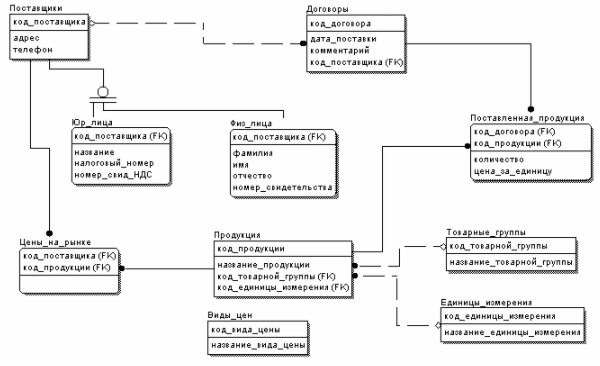 Поставщики
код_поставщика
адрес
телефон
Договоры
код_договора
дата_поставки
комментарий
код_поставщика (FK)
Юр_лица
код_поставщика (FK)
название
налоговый_номер
номер_свид_НДС
Физ_лица
код_поставщика (FK)
фамилия
имя
отчество
номер_свидетельства
Поставленная_продукция
код_договора (FK)
код_продукции (FK)
количество
цена_за_единицу
Цены_на_рынке
код_поставщика (FK)
код_продукции (FK)
Продукция
код_продукции
название_продукции
код_товарной_группы (FK)
код_единицы_измерения (FK)
Товарные_группы
код_товарной_группы
название_товарной_группы
Единицы_измерения
код_единицы_измерения
название_единицы_измерения
Виды_цен
код_вида_цены
название_вида_цены